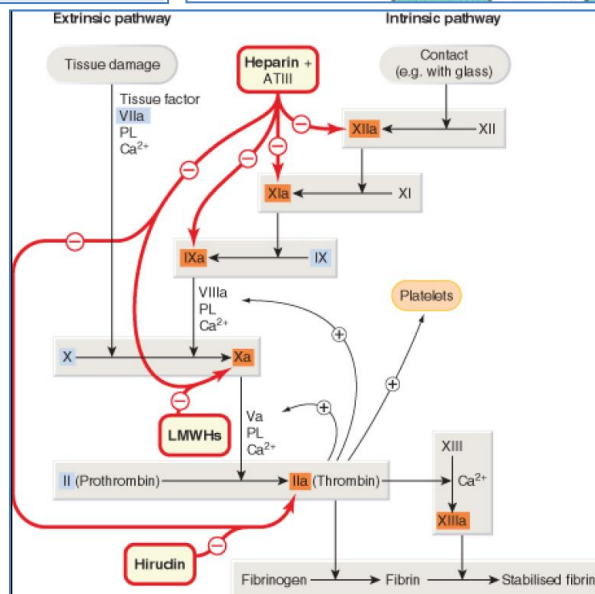 Extrinsic pathway
Intrinsic pathway
Tissue damage
Heparin +
ATIII
Contact
(e.g. with glass)
Tissue factor
VIIa
PL
Ca²⁺
XIIa
XII
XIa
XI
IXa
IX
VIIIa
PL
Ca²⁺
Platelets
X
Xa
LMWHs
Va
PL
Ca²⁺
XIII
Ca²⁺
XIIIa
II (Prothrombin)
IIa (Thrombin)
Hirudin
Fibrinogen
Fibrin
Stabilised fibrin